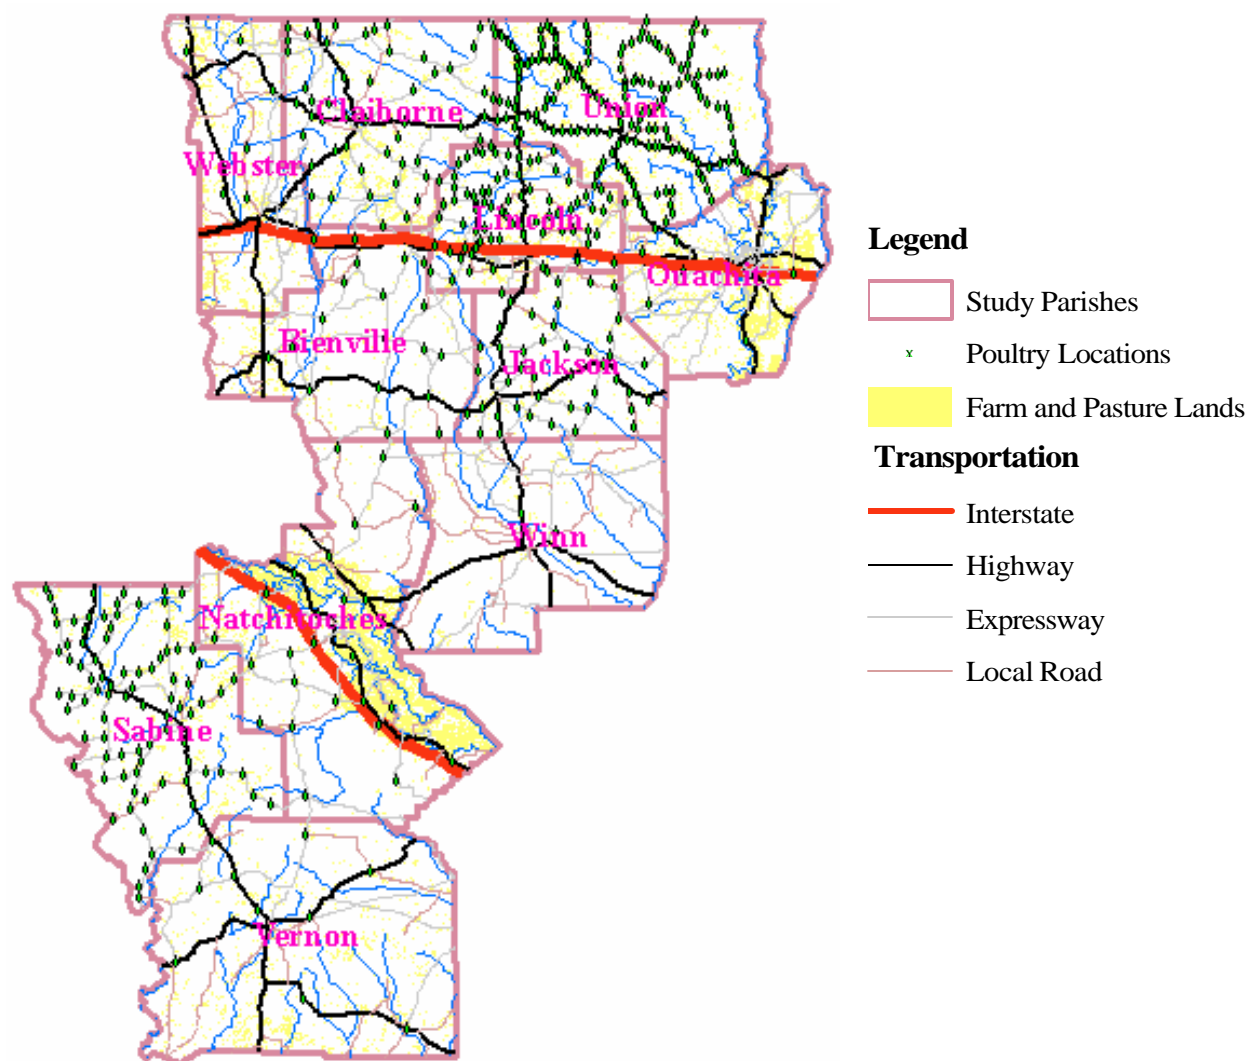 Claiborne
Union
Webster
Lincoln
Ouachita
Bienville
Jackson
Winn
Natchitoches
Sabine
Vernon
Legend
Study Parishes
Poultry Locations
Farm and Pasture Lands
Transportation
Interstate
Highway
Expressway
Local Road